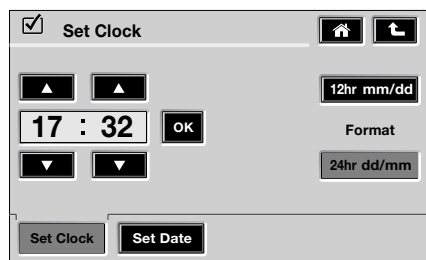 Set Clock
12hr mm/dd
17 : 32
OK
Format
24hr dd/mm
Set Clock
Set Date